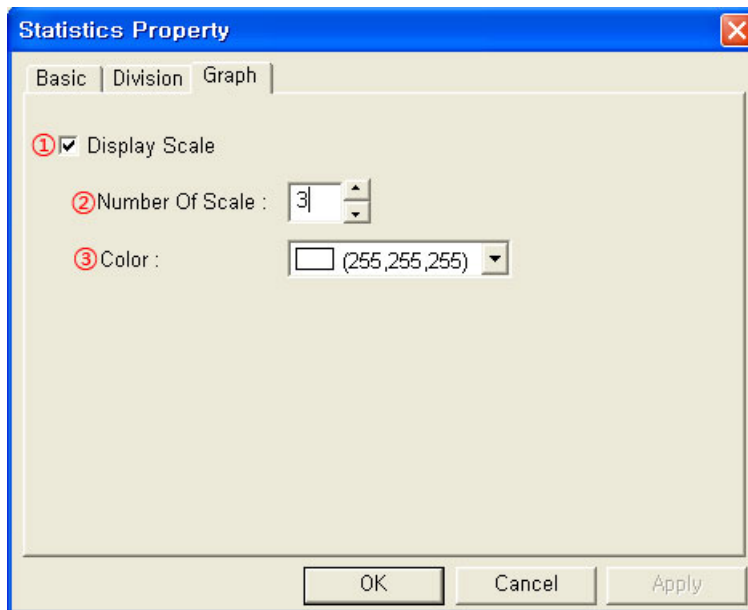 Statistics Property
Basic Division Graph
① Display Scale
②Number Of Scale : 3
③Color : (255,255,255)
OK Cancel Apply